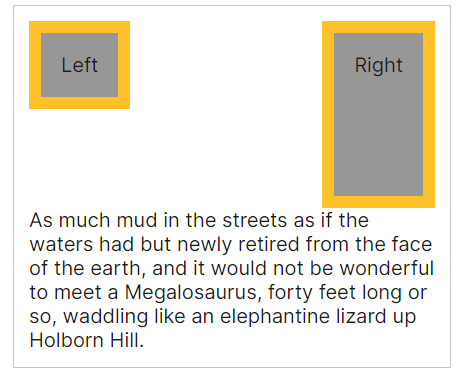 Left
Right
As much mud in the streets as if the
waters had but newly retired from the face
of the earth, and it would not be wonderful
to meet a Megalosaurus, forty feet long or
so, waddling like an elephantine lizard up
Holborn Hill.